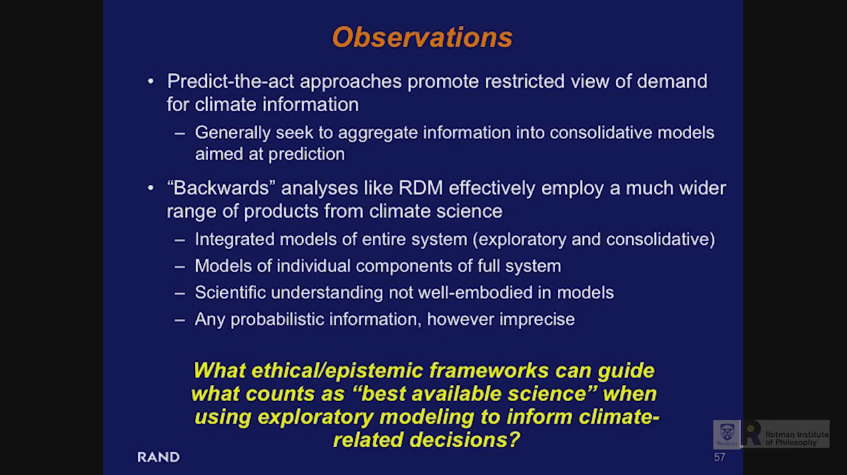 Observations
• Predict-the-act approaches promote restricted view of demand
for climate information
– Generally seek to aggregate information into consolidative models
aimed at prediction
• “Backwards” analyses like RDM effectively employ a much wider
range of products from climate science
– Integrated models of entire system (exploratory and consolidative)
– Models of individual components of full system
– Scientific understanding not well-embodied in models
– Any probabilistic information, however imprecise
What ethical/epistemic frameworks can guide
what counts as “best available science” when
using exploratory modeling to inform climate-
related decisions?
Rotman Institute
of Philosophy
RAND
57